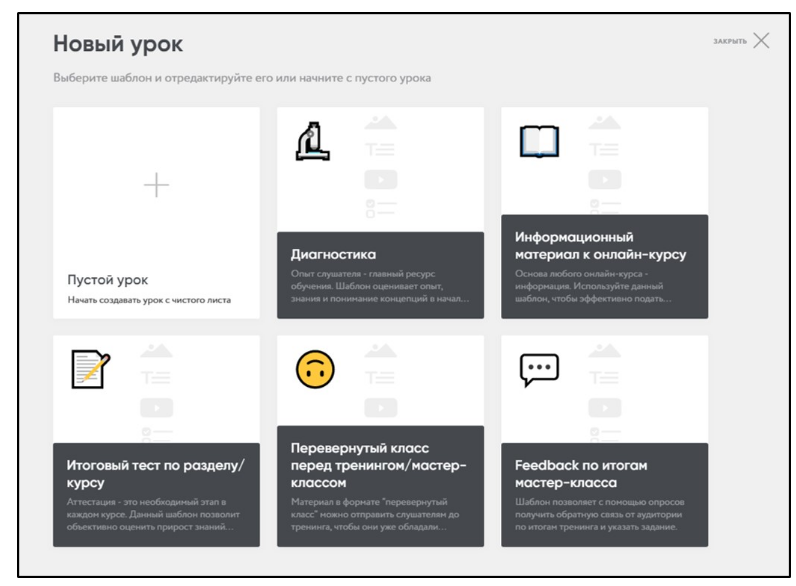 Новый урок
ЗАКРЫТЬ
Выберите шаблон и отредактируйте его или начните с пустого урока
Пустой урок
Начать создавать урок с чистого листа
Диагностика
Опыт слушателя - главный ресурс
обучения. Шаблон оценивает опыт,
знания и понимание концепций в начал...
Информационный
материал к онлайн-курсу
Основа любого онлайн-курса -
информация. Используйте данный
шаблон, чтобы эффективно подать...
Итоговый тест по разделу/
курсу
Аттестация - это необходимый этап в
каждом курсе. Данный шаблон позволит
объективно оценить прирост знаний...
Перевернутый класс
перед тренингом/мастер-
классом
Материал в формате "перевернутый
класс" можно отправить слушателям до
тренинга, чтобы они уже обладали...
Feedback по итогам
мастер-класса
Шаблон позволяет с помощью опросов
получить обратную связь от аудитории
по итогам тренинга и указать задание.